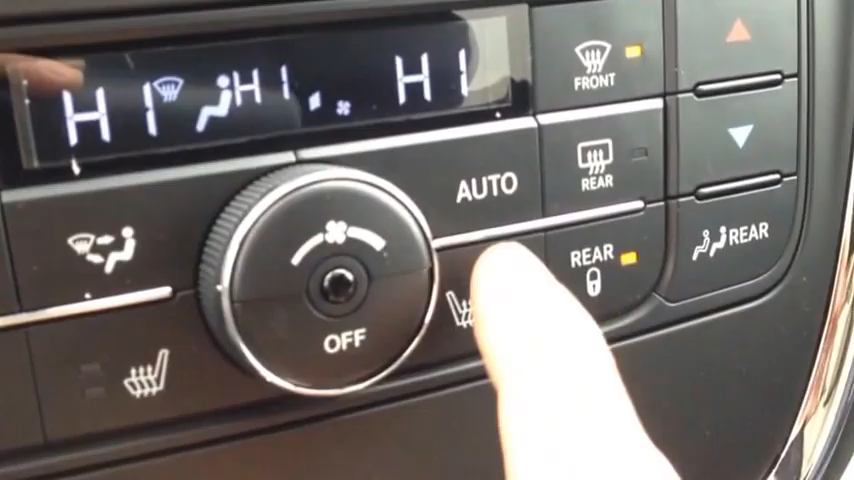 HI HI HI
FRONT
AUTO
REAR
REAR
REAR
OFF